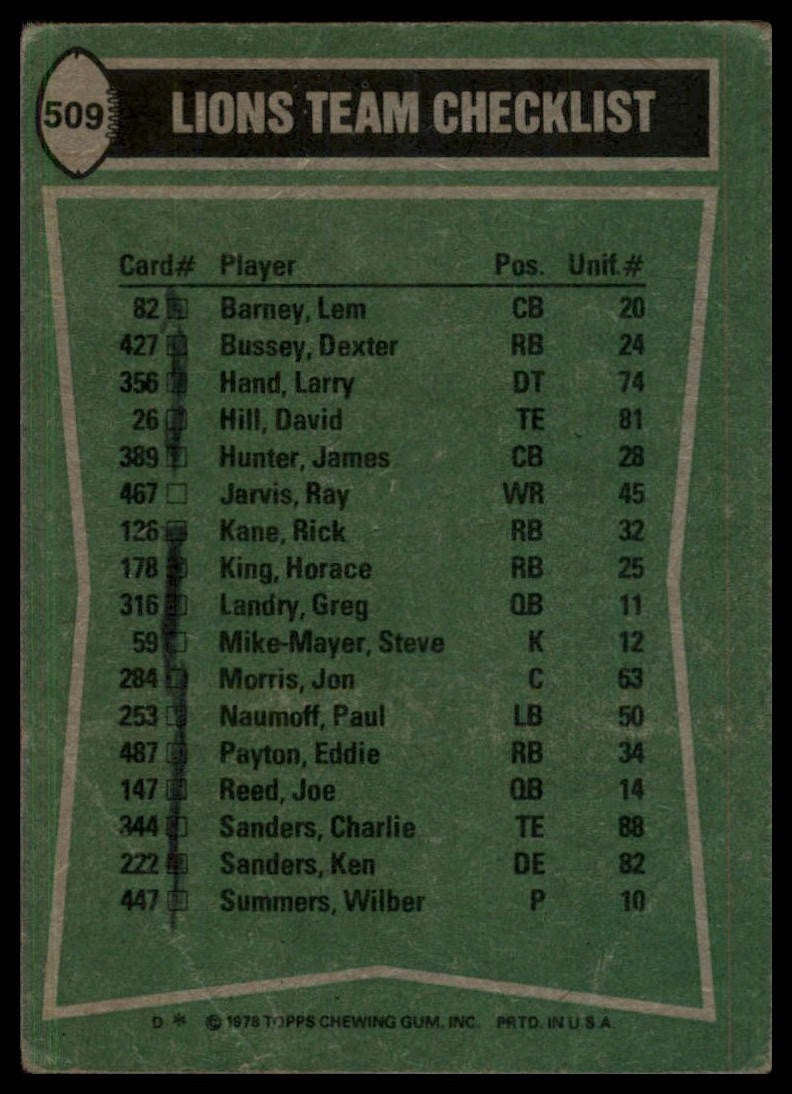 509 LIONS TEAM CHECKLIST
Card# Player Pos. Unif.#
82 Barney, Lem CB 20
427 Bussey, Dexter RB 24
356 Hand, Larry DT 74
26 Hill, David TE 81
389 Hunter, James CB 28
467 Jarvis, Ray WR 45
126 Kane, Rick RB 32
178 King, Horace RB 25
316 Landry, Greg QB 11
59 Mike-Mayer, Steve K 12
284 Morris, Jon C 63
253 Naumoff, Paul LB 50
487 Payton, Eddie RB 34
147 Reed, Joe QB 14
344 Sanders, Charlie TE 88
222 Sanders, Ken DE 82
447 Summers, Wilber P 10
D * © 1978 TOPPS CHEWING GUM, INC. PRTD. IN U.S.A.